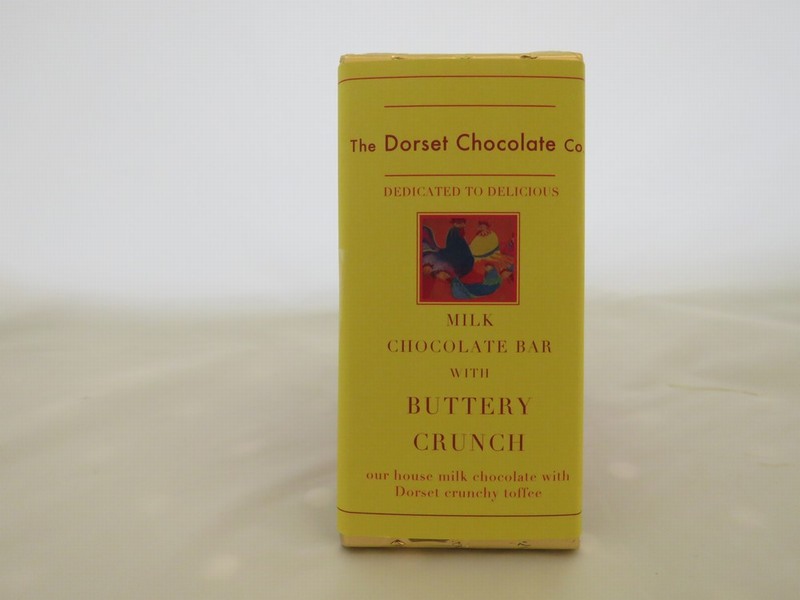 The Dorset Chocolate Co
DEDICATED TO DELICIOUS
MILK
CHOCOLATE BAR
WITH
BUTTERY
CRUNCH
our house milk chocolate with
Dorset crunchy toffee